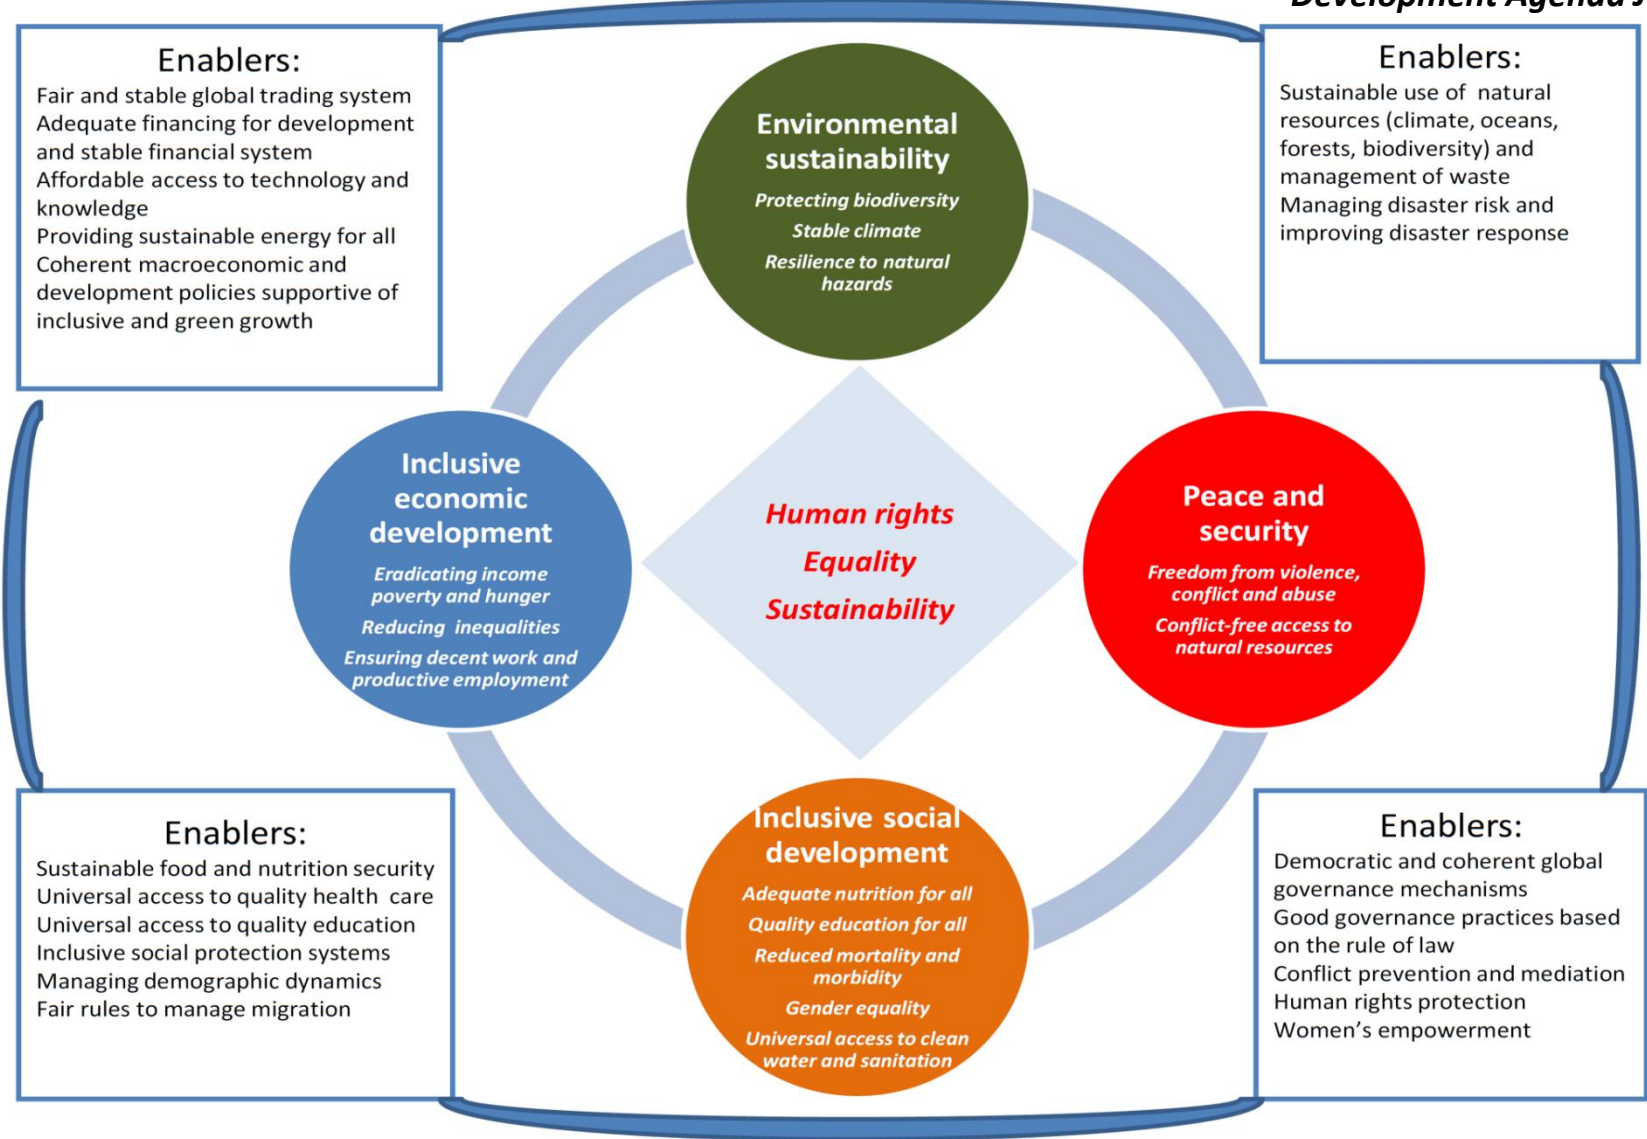 Development Agenda
Enablers:
Fair and stable global trading system
Adequate financing for development
and stable financial system
Affordable access to technology and
knowledge
Providing sustainable energy for all
Coherent macroeconomic and
development policies supportive of
inclusive and green growth
Environmental
sustainability
Protecting biodiversity
Stable climate
Resilience to natural
hazards
Enablers:
Sustainable use of natural
resources (climate, oceans,
forests, biodiversity) and
management of waste
Managing disaster risk and
improving disaster response
Inclusive
economic
development
Eradicating income
poverty and hunger
Reducing inequalities
Ensuring decent work and
productive employment
Human rights
Equality
Sustainability
Peace and
security
Freedom from violence,
conflict and abuse
Conflict-free access to
natural resources
Enablers:
Sustainable food and nutrition security
Universal access to quality health care
Universal access to quality education
Inclusive social protection systems
Managing demographic dynamics
Fair rules to manage migration
Inclusive social
development
Adequate nutrition for all
Quality education for all
Reduced mortality and
morbidity
Gender equality
Universal access to clean
water and sanitation
Enablers:
Democratic and coherent global
governance mechanisms
Good governance practices based
on the rule of law
Conflict prevention and mediation
Human rights protection
Women’s empowerment